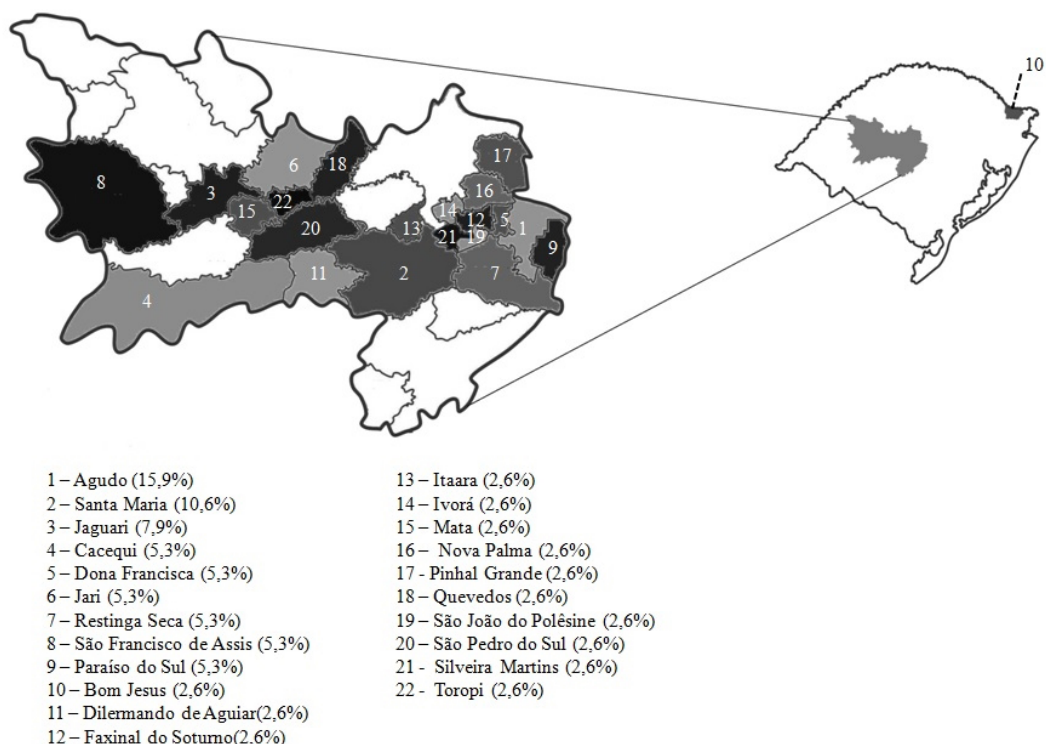 10
8
3
6
18
22
15
20
4
11
2
13
14
12
21
19
16
5
17
1
9
7
1 – Agudo (15,9%)
2 – Santa Maria (10,6%)
3 – Jaguari (7,9%)
4 – Cacequi (5,3%)
5 – Dona Francisca (5,3%)
6 – Jari (5,3%)
7 – Restinga Seca (5,3%)
8 – São Francisco de Assis (5,3%)
9 – Paraíso do Sul (5,3%)
10 – Bom Jesus (2,6%)
11 – Dilermando de Aguiar(2,6%)
12 – Faxinal do Soturno(2,6%)
13 – Itaara (2,6%)
14 – Ivorá (2,6%)
15 – Mata (2,6%)
16 – Nova Palma (2,6%)
17 - Pinhal Grande (2,6%)
18 – Quevedos (2,6%)
19 – São João do Polêsine (2,6%)
20 – São Pedro do Sul (2,6%)
21 - Silveira Martins (2,6%)
22 - Toropi (2,6%)